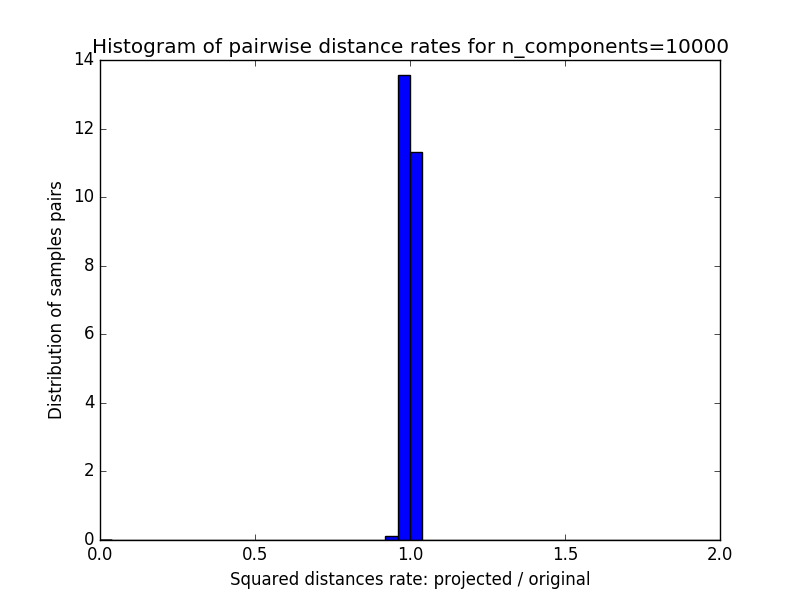 Histogram of pairwise distance rates for n_components=10000
14
12
10
8
6
4
2
0
Distribution of samples pairs
0.0 0.5 1.0 1.5 2.0
Squared distances rate: projected / original